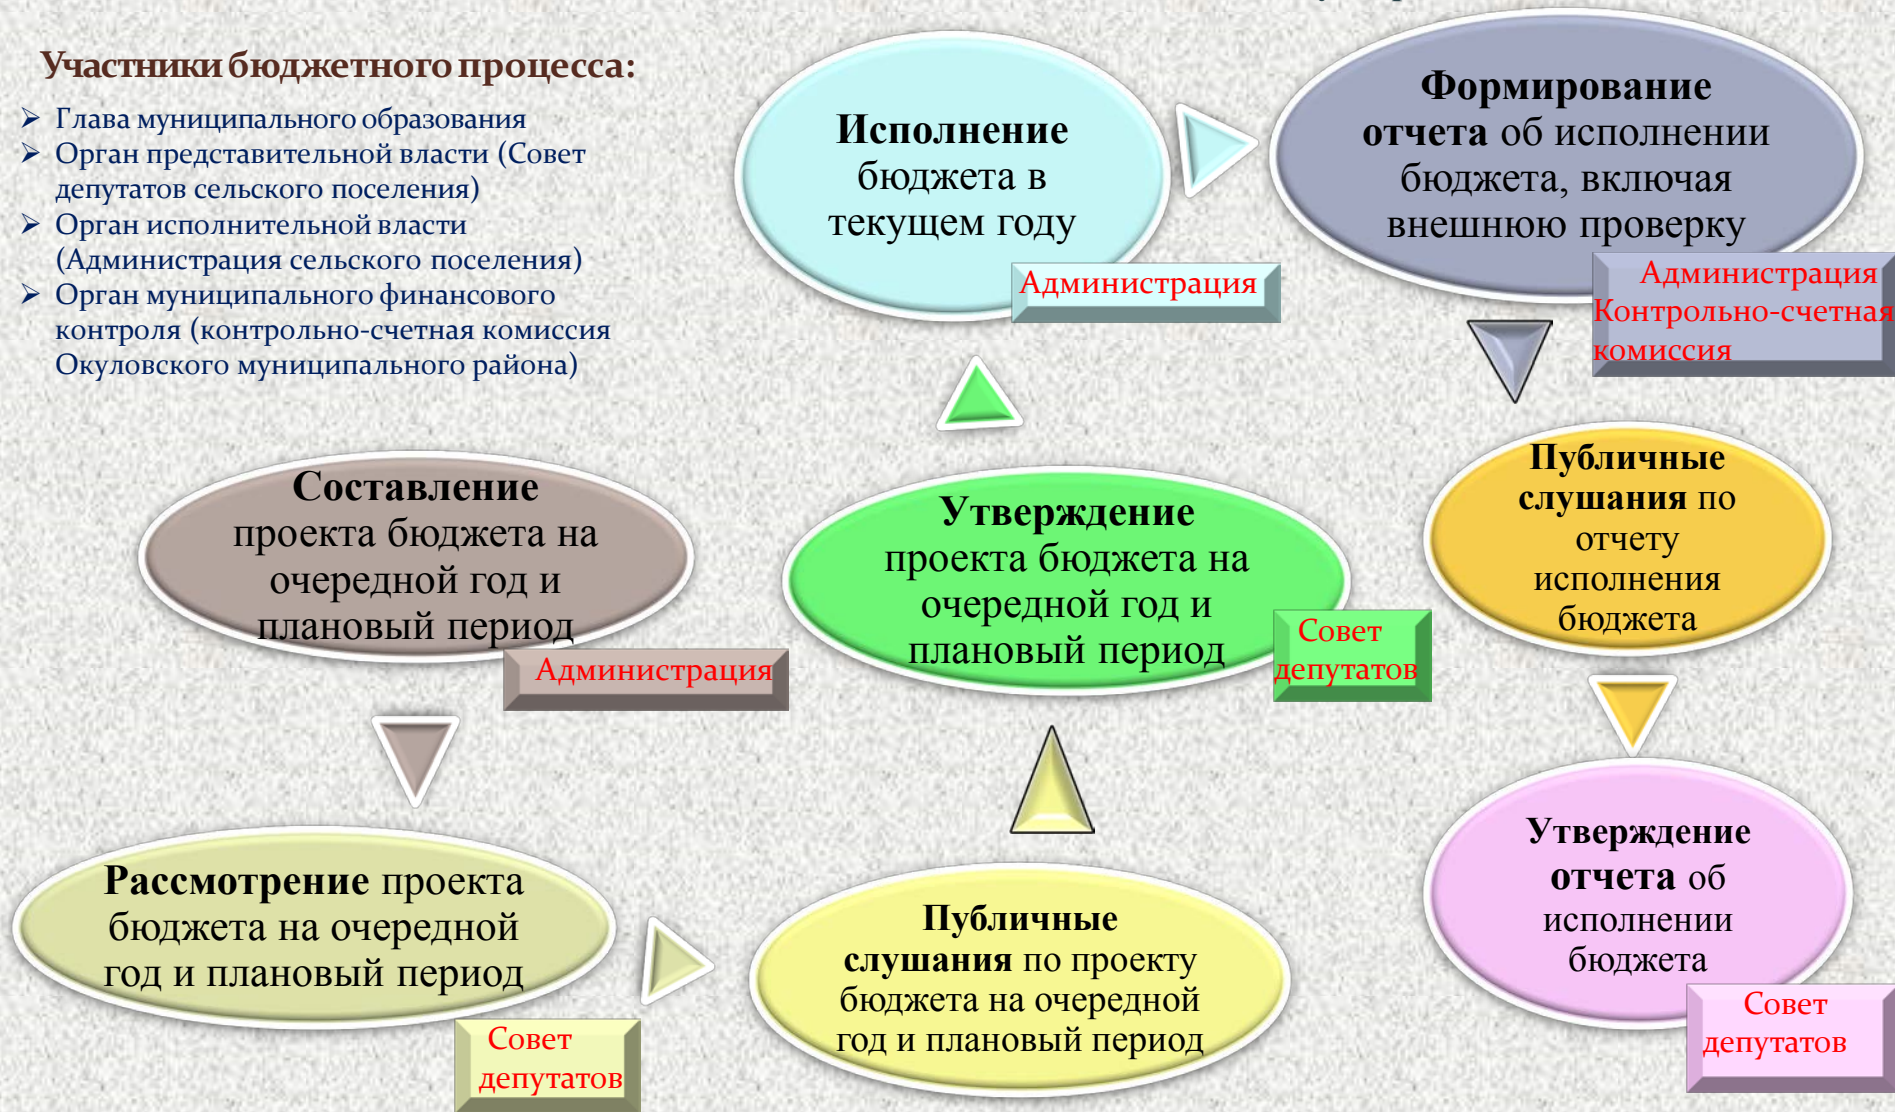 Участники бюджетного процесса:
Глава муниципального образования
Орган представительной власти (Совет
депутатов сельского поселения)
Орган исполнительной власти
(Администрация сельского поселения)
Орган муниципального финансового
контроля (контрольно-счетная комиссия
Окуловского муниципального района)
Составление
проекта бюджета на
очередной год и
плановый период
Администрация
Рассмотрение проекта
бюджета на очередной
год и плановый период
Совет
депутатов
Публичные
слушания по проекту
бюджета на очередной
год и плановый период
Утверждение
проекта бюджета на
очередной год и
плановый период
Совет
депутатов
Исполнение
бюджета в
текущем году
Администрация
Формирование
отчета об исполнении
бюджета, включая
внешнюю проверку
Администрация
Контрольно-счетная
комиссия
Публичные
слушания по
отчету
исполнения
бюджета
Утверждение
отчета об
исполнении
бюджета
Совет
депутатов